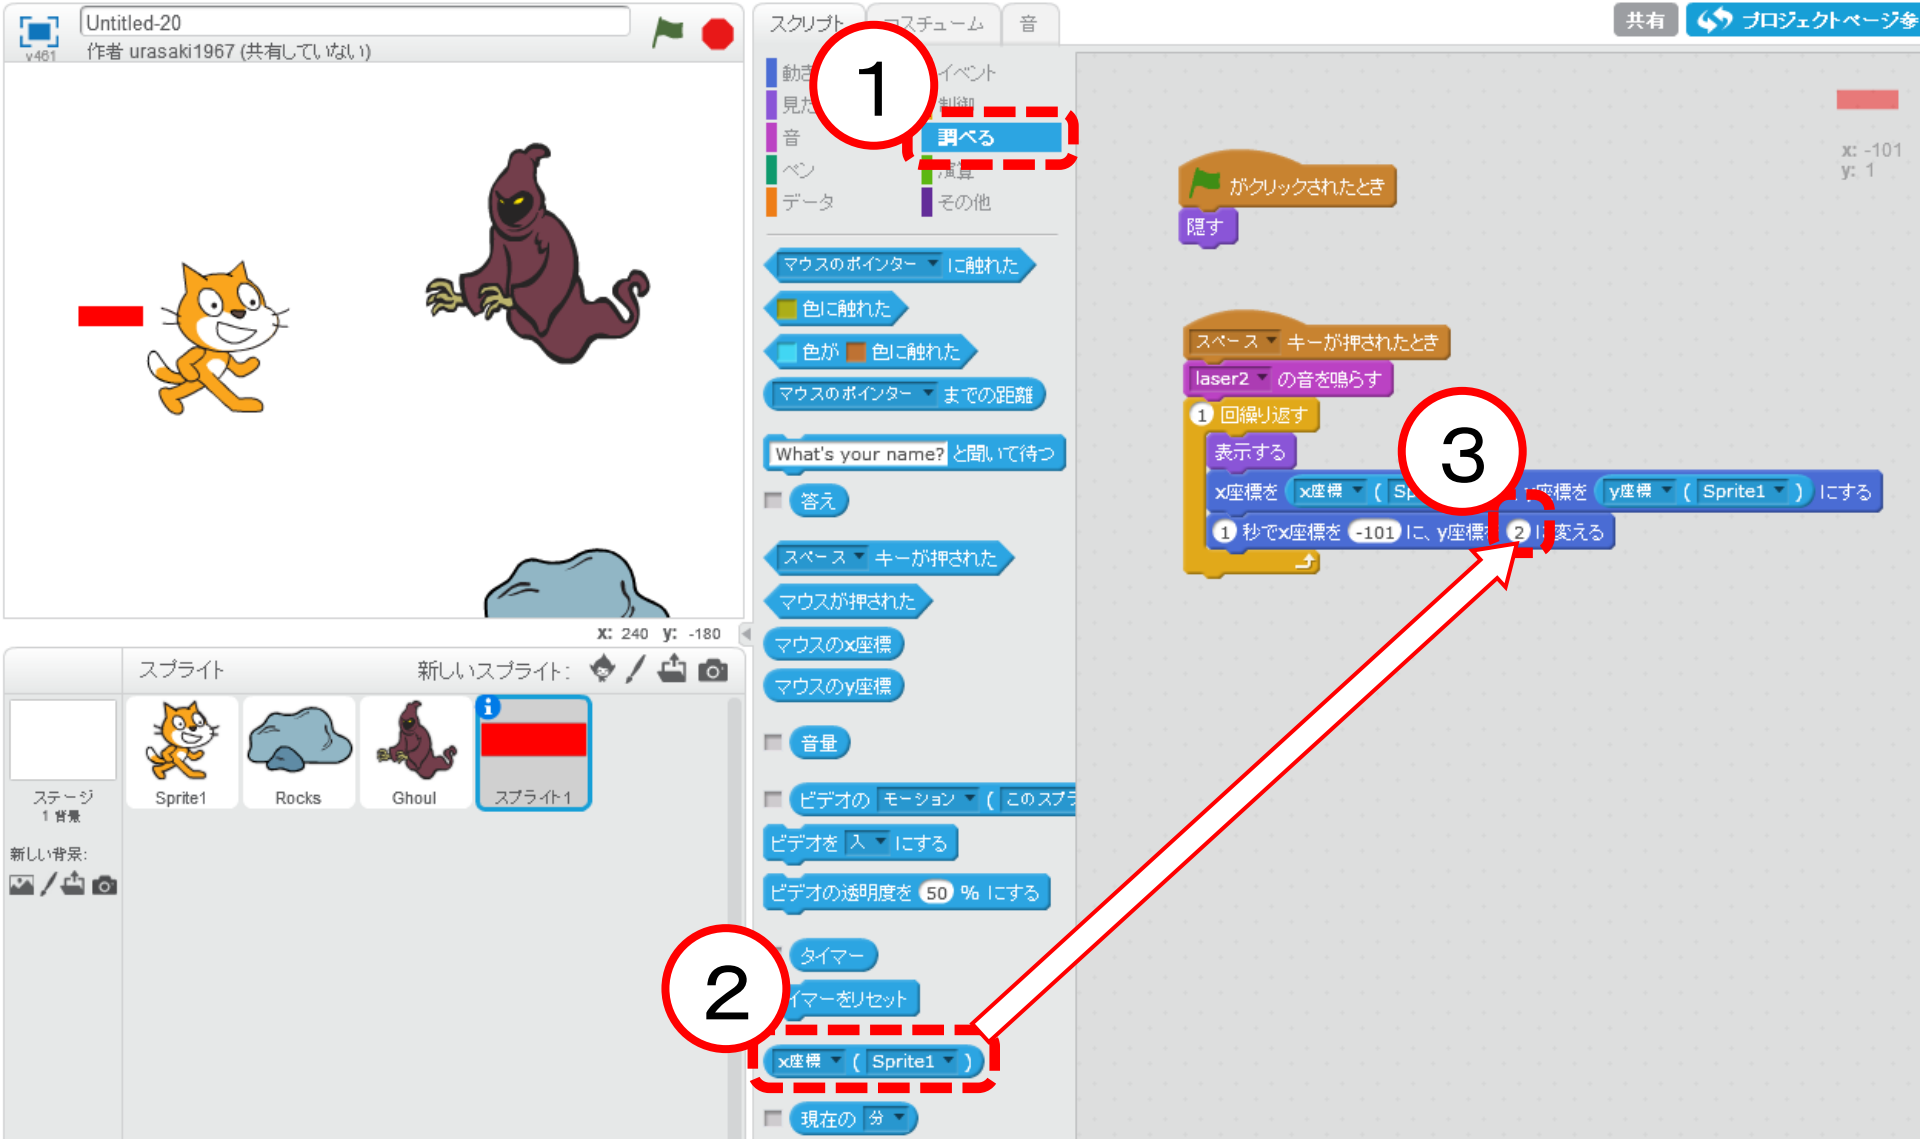 Untitled-20
作者 urasaki1967 (共有していない)
v461
スクリプト
コスチューム
音
共有
プロジェクトページ参
動き
イベント
見た
制御
音
調べる
ペン
演算
データ
その他
1
マウスのポインター に触れた
色に触れた
色が 色に触れた
マウスのポインター までの距離
What's your name? と聞いて待つ
答え
スペース キーが押された
マウスが押された
マウスのx座標
マウスのy座標
音量
ビデオの モーション ( このスプラ
ビデオを 入 にする
ビデオの透明度を 50 % にする
タイマー
イマーをリセット
2
x座標 ( Sprite1 )
現在の 分
x: -101
y: 1
がクリックされたとき
隠す
スペース キーが押されたとき
laser2 の音を鳴らす
1 回繰り返す
表示する
x座標を x座標 ( Sp y座標を y座標 ( Sprite1 ) にする
1 秒でx座標を -101 に、y座標を 2 に変える
3
x: 240 y: -180
スプライト
新しいスプライト:
Sprite1
Rocks
Ghoul
スプライト1
ステージ
1 背景
新しい背景: